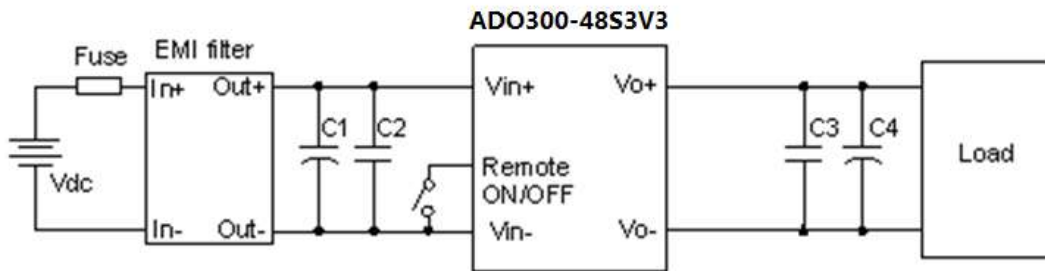 ADO300-48S3V3
Fuse
EMI filter
In+
Out+
Vin+
Vo+
C1
C2
C3
C4
Load
Remote
ON/OFF
Vdc
In-
Out-
Vin-
Vo-